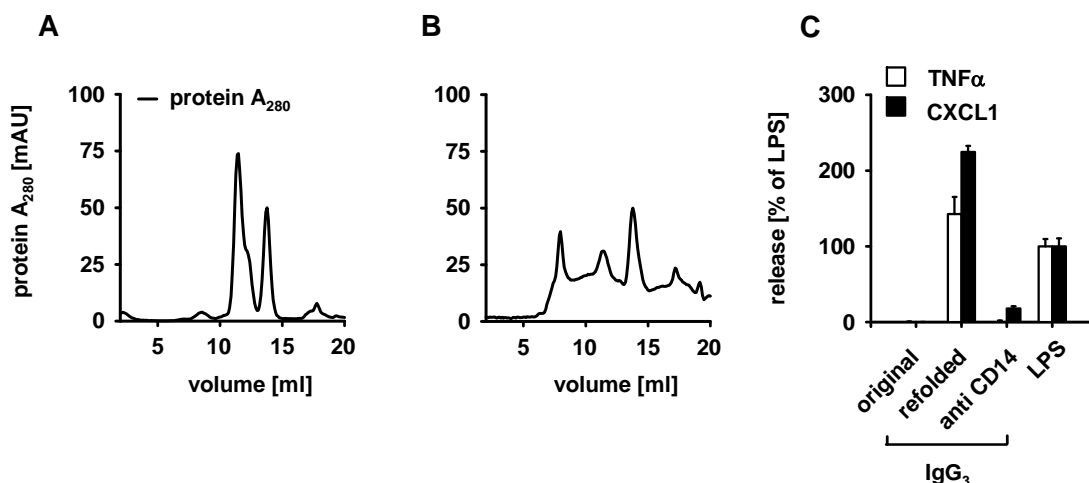 A
B
C
protein A280
protein A280 [mAU]
100
75
50
25
0
5
10
15
20
volume [ml]
100
75
50
25
0
5
10
15
20
volume [ml]
TNFα
CXCL1
release [% of LPS]
300
200
100
0
original
refolded
anti CD14
LPS
IgG3